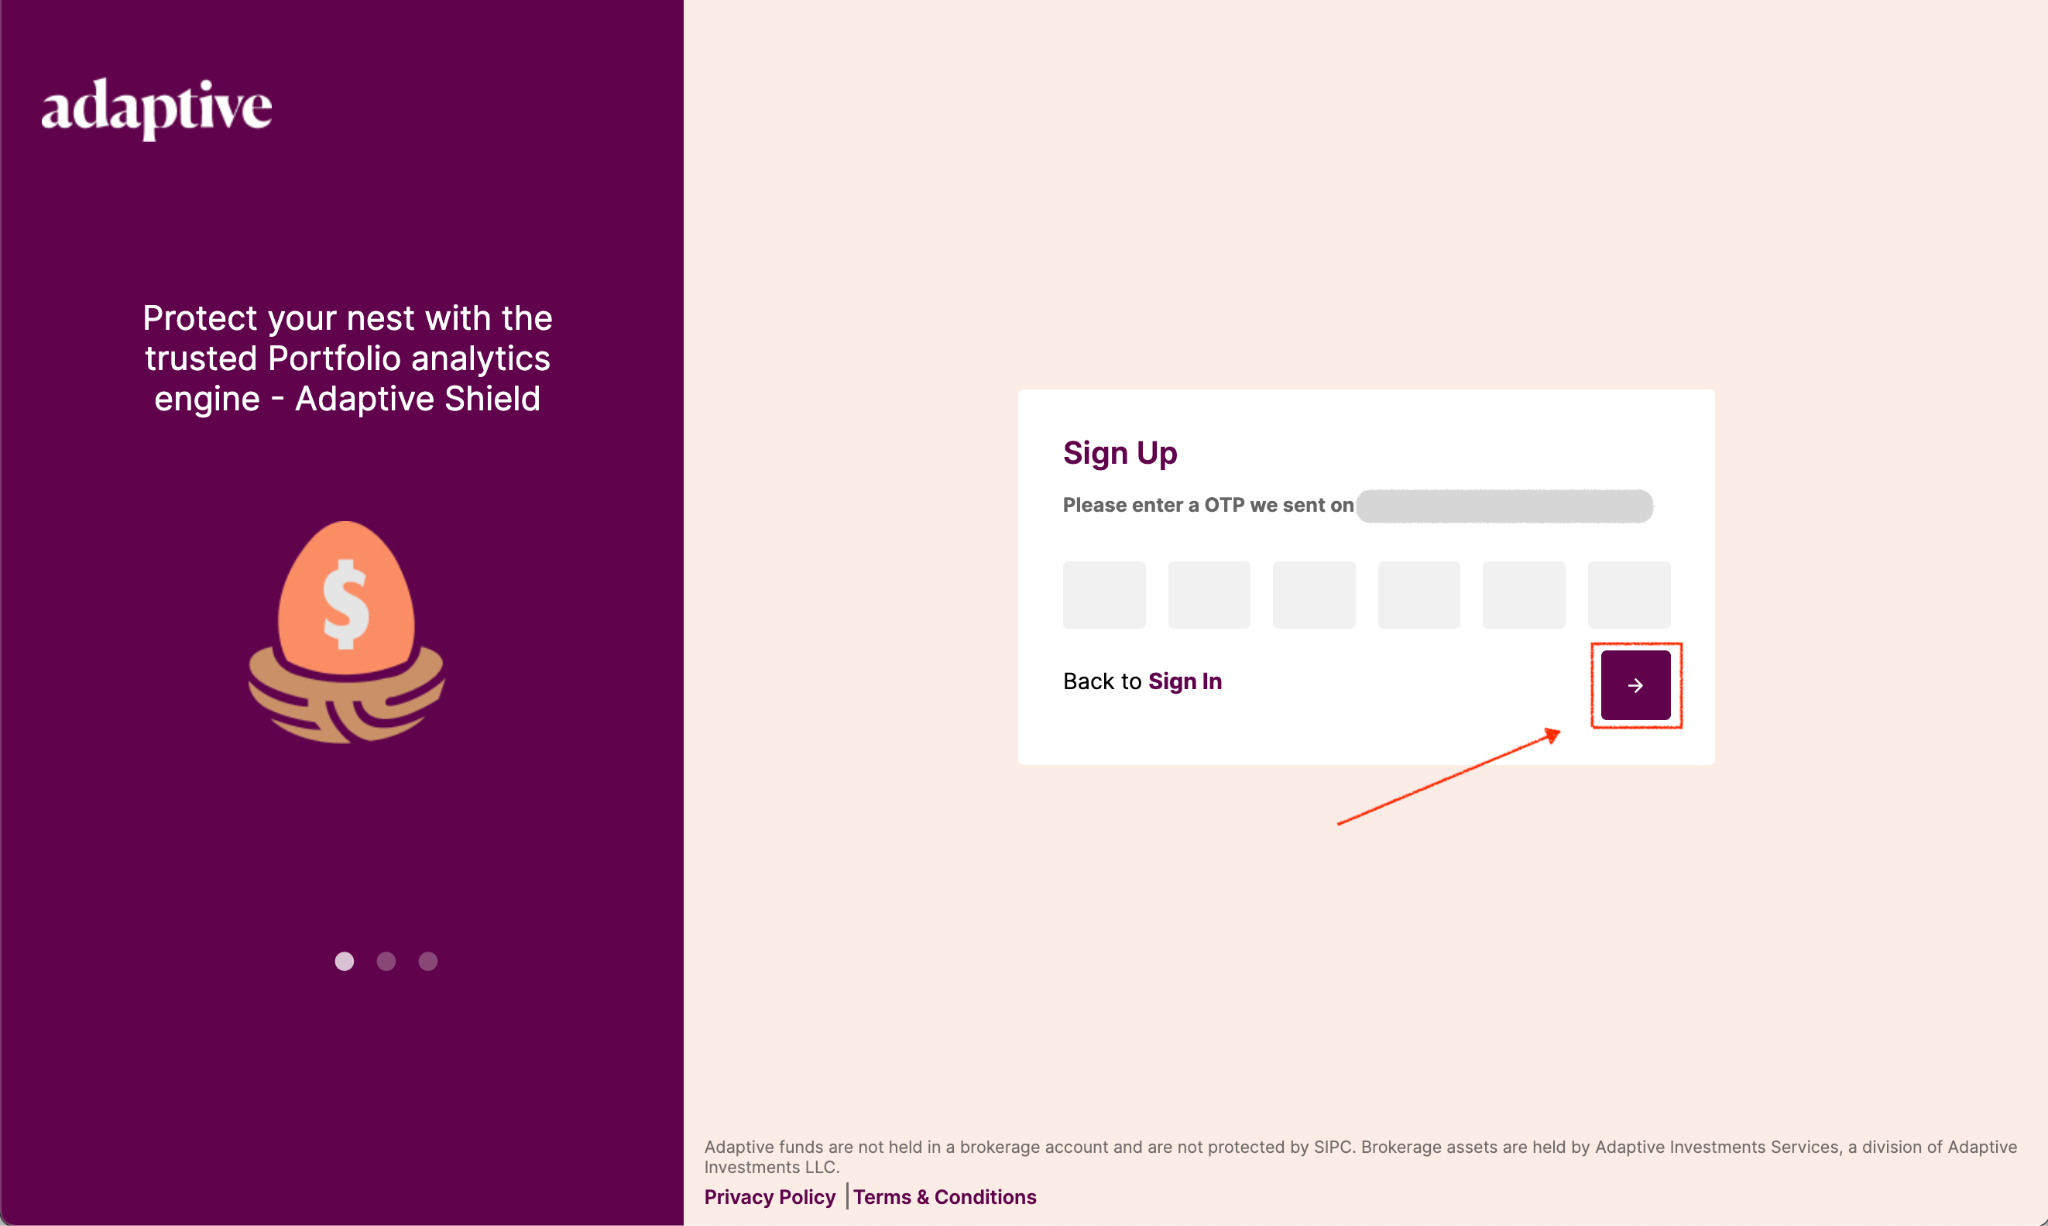 adaptive
Protect your nest with the
trusted Portfolio analytics
engine - Adaptive Shield
$
Sign Up
Please enter a OTP we sent on
Back to Sign In
Adaptive funds are not held in a brokerage account and are not protected by SIPC. Brokerage assets are held by Adaptive Investments Services, a division of Adaptive
Investments LLC.
Privacy Policy | Terms & Conditions